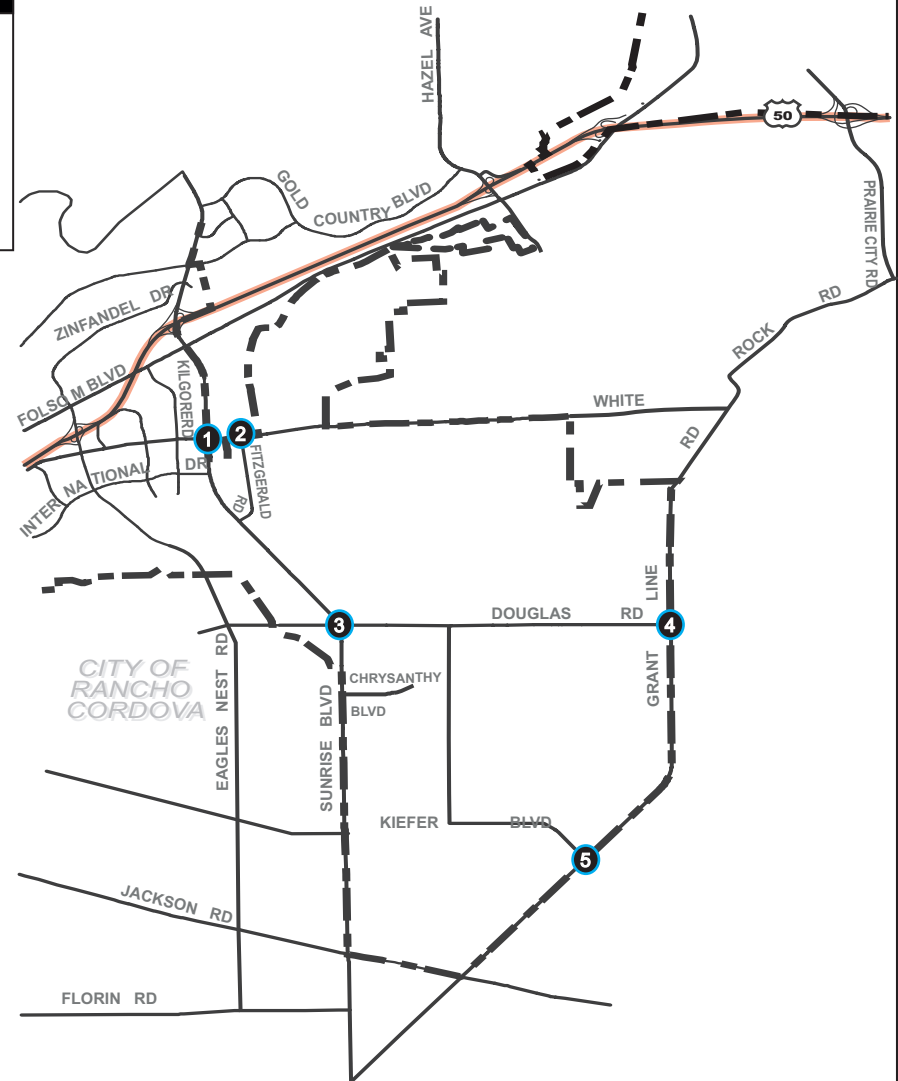 HAZEL AVE
50
GOLD
COUNTRY BLVD
PRAIRIE CITY RD
ZINFANDEL DR
ROCK RD
FOLSOM BLVD
KILGORE RD
WHITE
RD
1
2
INTERNATIONAL DR
FITZGERALD
RD
LINE
DOUGLAS RD
3
4
GRANT
CITY OF
RANCHO
CORDOVA
EAGLES NEST RD
CHRYSANTHY
BLVD
SUNRISE BLVD
KIEFER BLVD
5
JACKSON RD
FLORIN RD